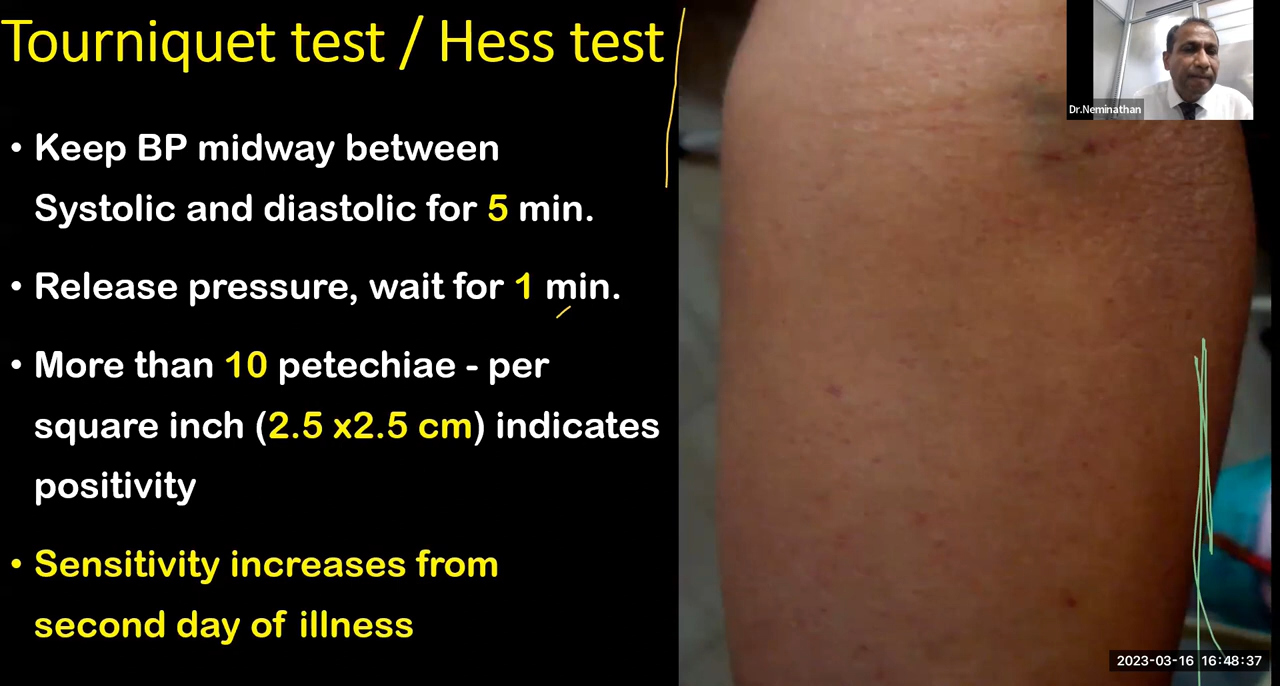 Tourniquet test / Hess test
• Keep BP midway between
Systolic and diastolic for 5 min.
• Release pressure, wait for 1 min.
• More than 10 petechiae - per
square inch (2.5 x2.5 cm) indicates
positivity
• Sensitivity increases from
second day of illness
Dr.Neminathan
2023-03-16 16:48:37